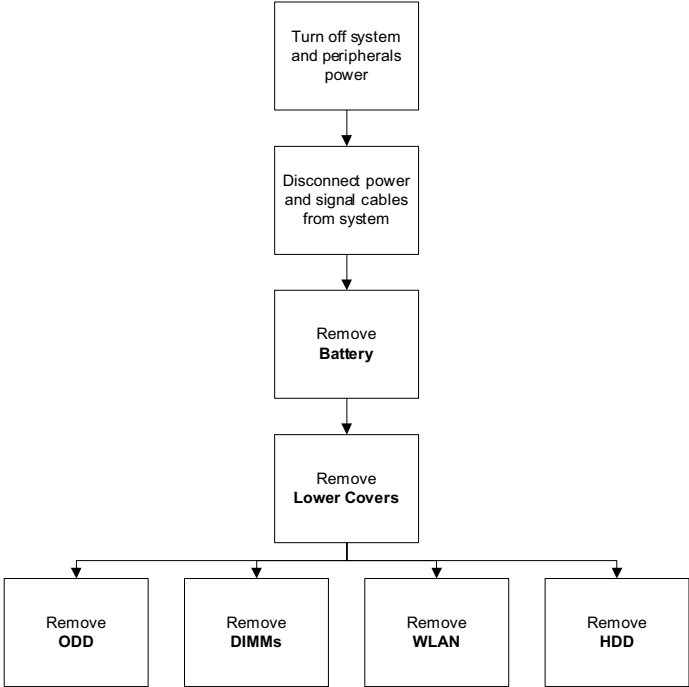 Turn off system
and peripherals
power
Disconnect power
and signal cables
from system
Remove
Battery
Remove
Lower Covers
Remove
ODD
Remove
DIMMs
Remove
WLAN
Remove
HDD